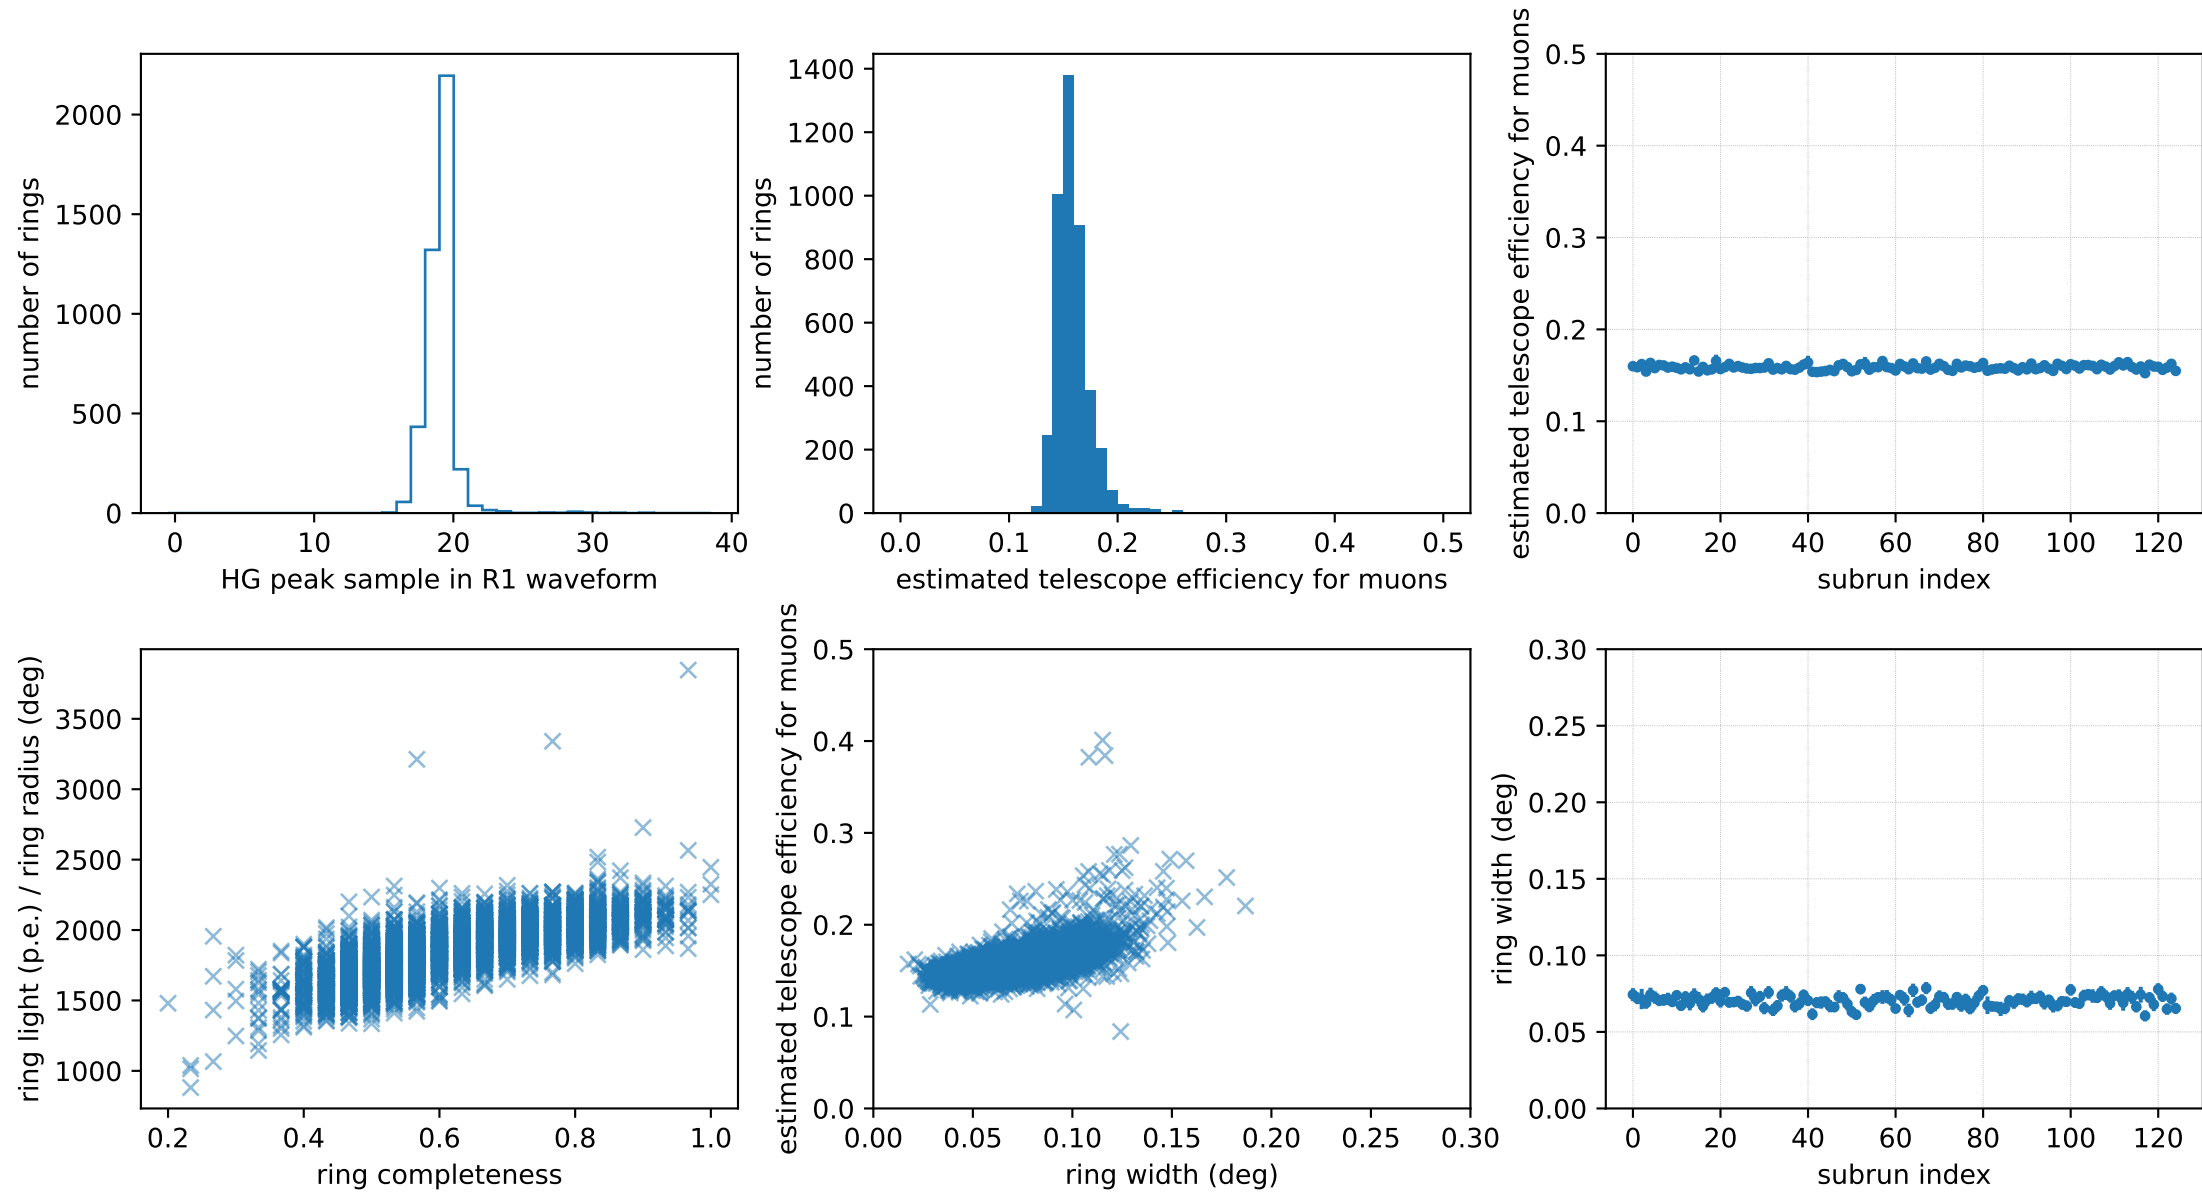 number of rings
2000
1500
1000
500
0
0 10 20 30 40
HG peak sample in R1 waveform
number of rings
1400
1200
1000
800
600
400
200
0
0.0 0.1 0.2 0.3 0.4 0.5
estimated telescope efficiency for muons
estimated telescope efficiency for muons
0.5
0.4
0.3
0.2
0.1
0.0
0 20 40 60 80 100 120
subrun index
ring light (p.e.) / ring radius (deg)
3500
3000
2500
2000
1500
1000
0.2 0.4 0.6 0.8 1.0
ring completeness
estimated telescope efficiency for muons
0.5
0.4
0.3
0.2
0.1
0.0
0.00 0.05 0.10 0.15 0.20 0.25 0.30
ring width (deg)
ring width (deg)
0.30
0.25
0.20
0.15
0.10
0.05
0.00
0 20 40 60 80 100 120
subrun index